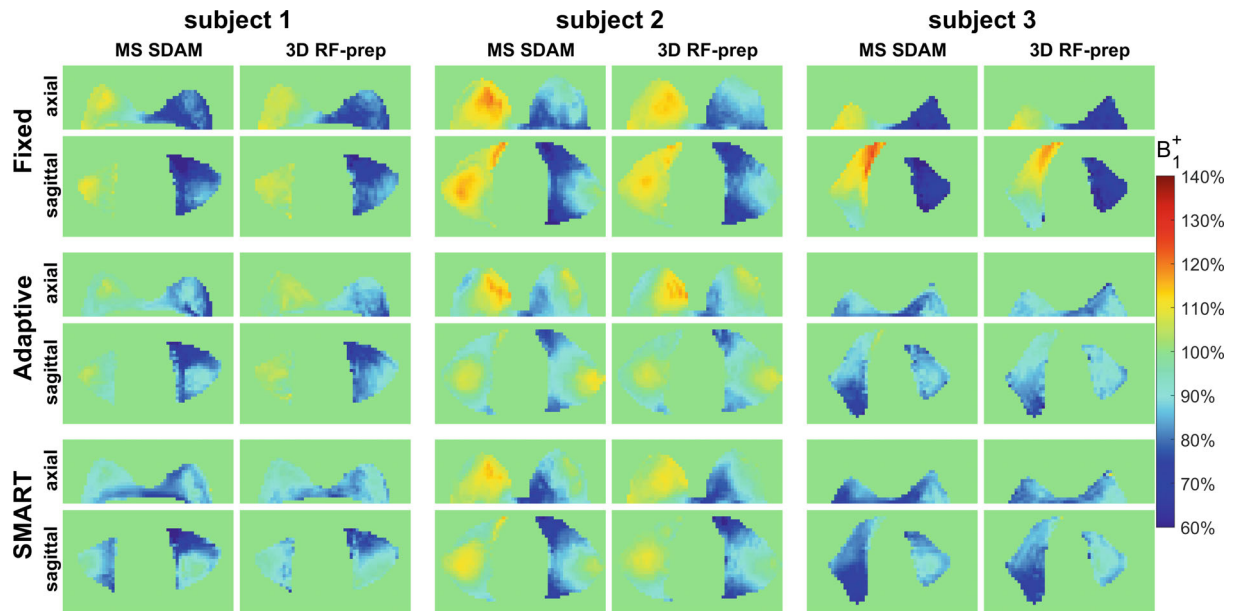 subject 1 subject 2 subject 3
MS SDAM 3D RF-prep MS SDAM 3D RF-prep MS SDAM 3D RF-prep
Fixed
axial
sagittal
Adaptive
axial
sagittal
SMART
axial
sagittal
B₁⁺
140%
130%
120%
110%
100%
90%
80%
70%
60%